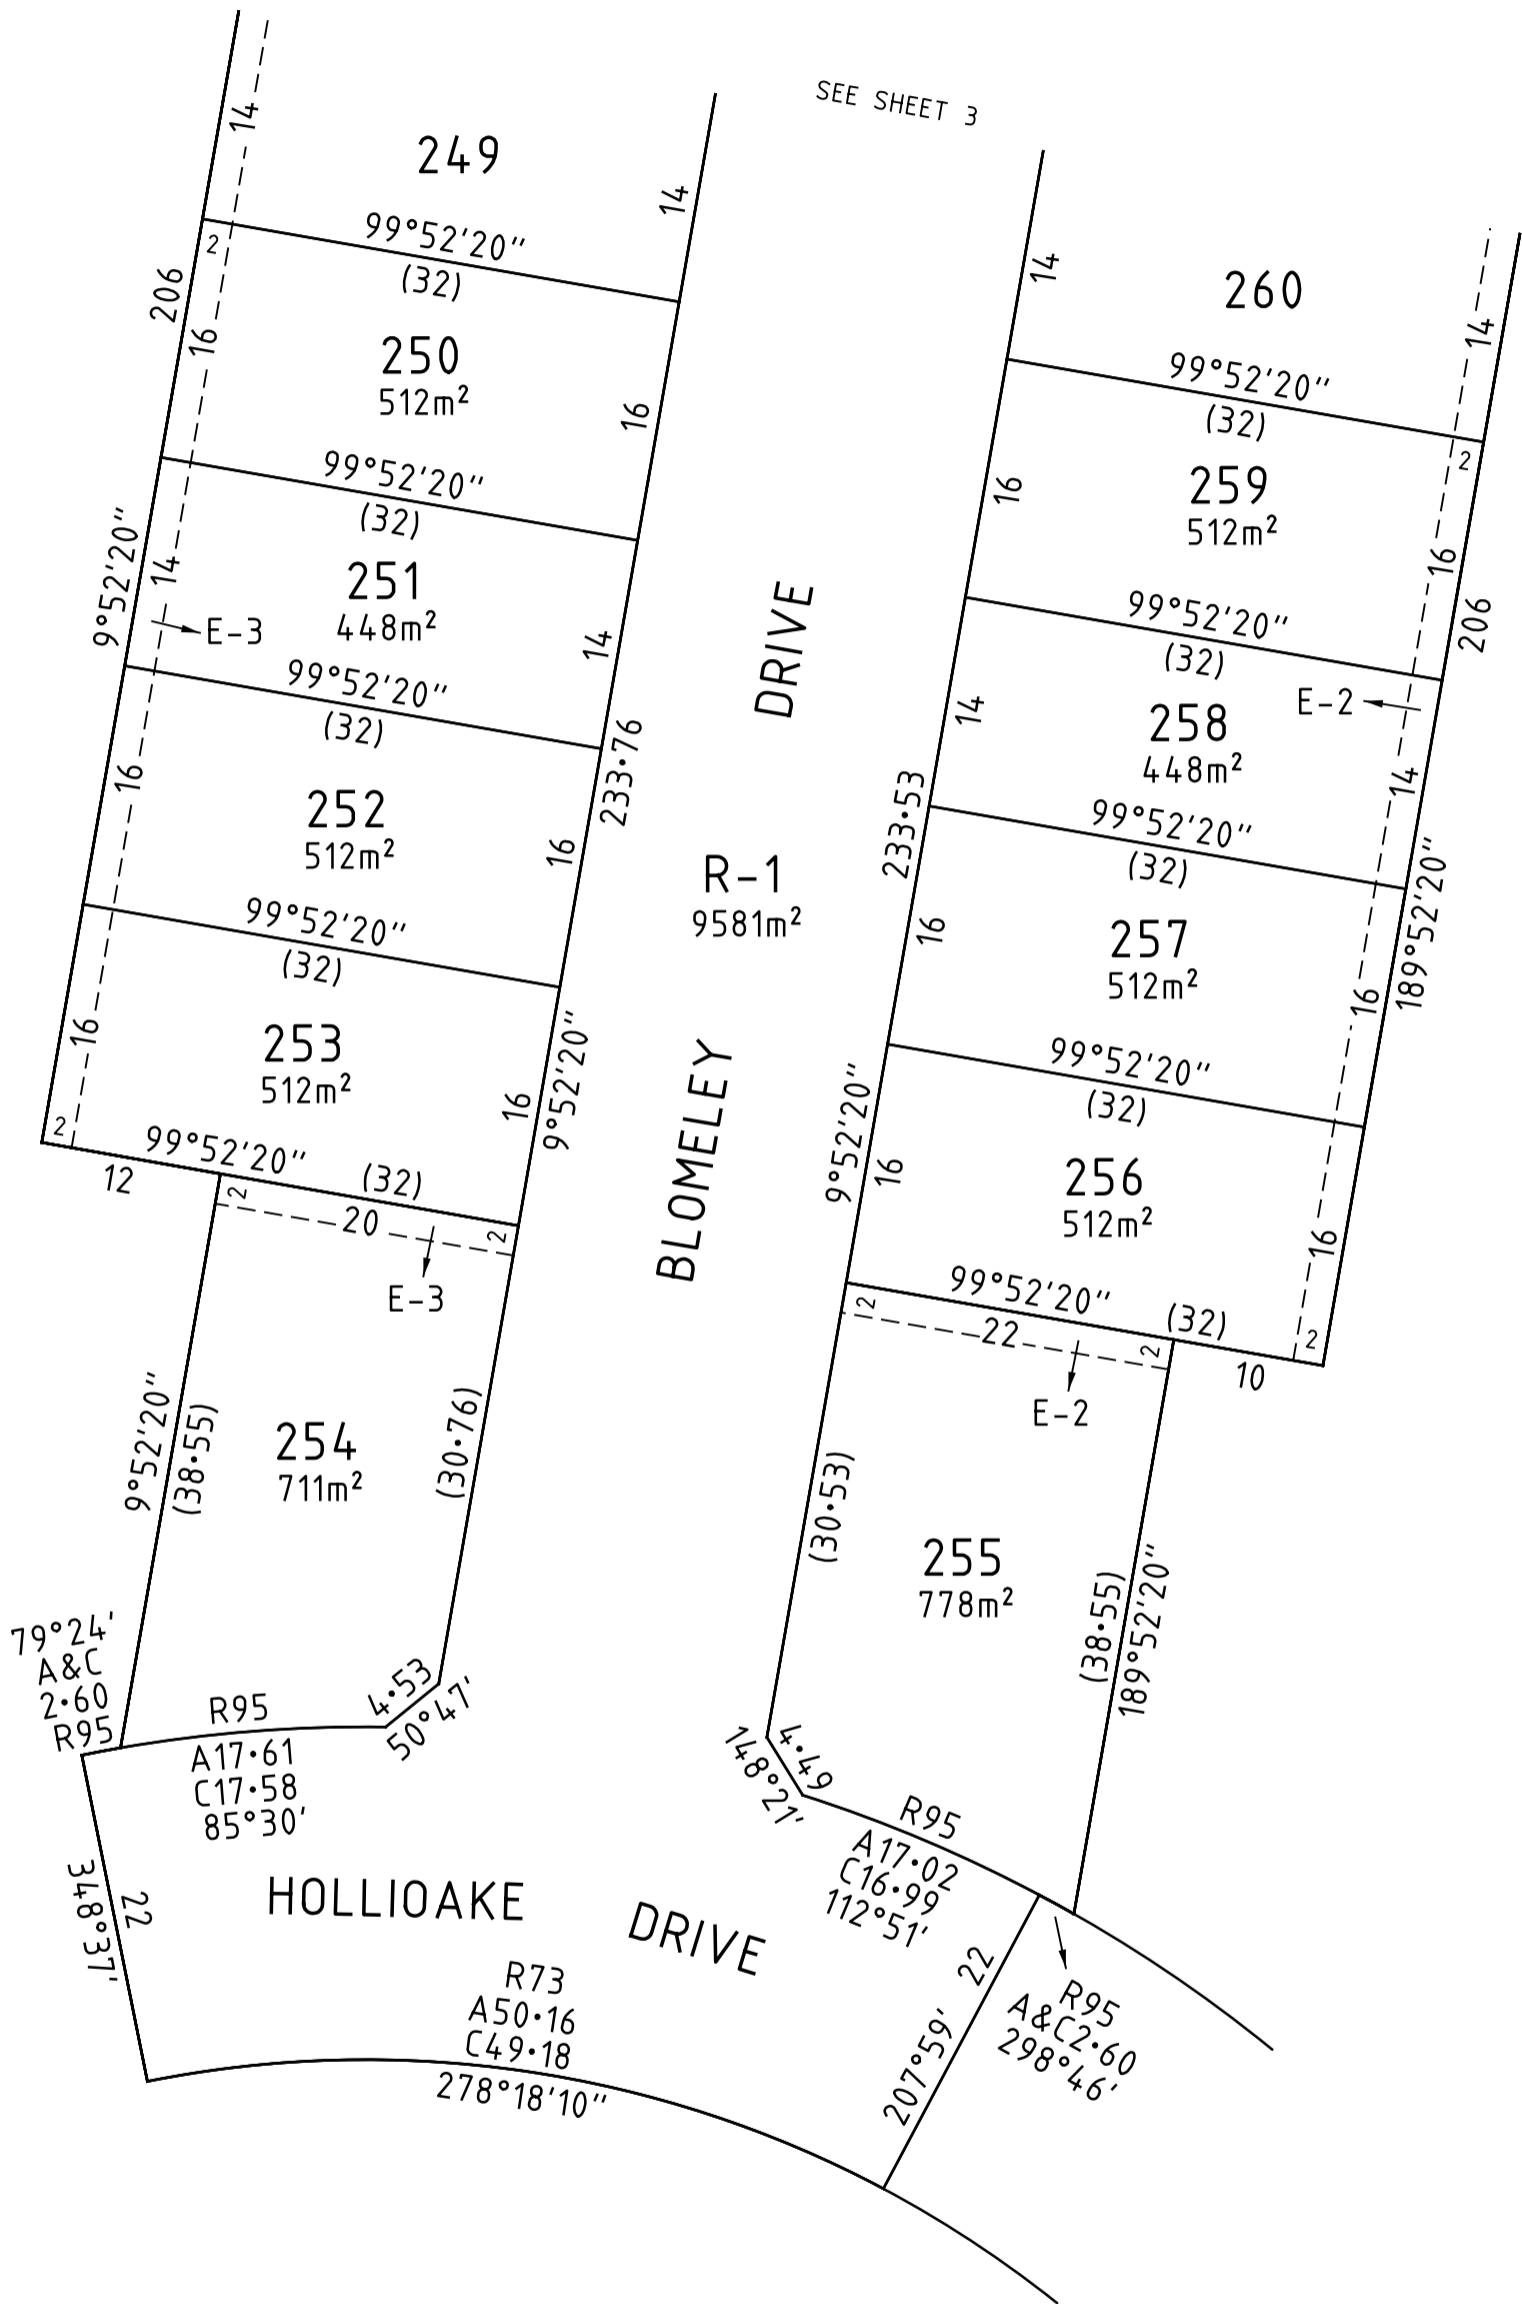 SEE SHEET 3
14
249
14
99°52'20"
(32)
2
206
16
250
512m²
16
99°52'20"
(32)
9°52'20"
14
251
448m²
14
E-3
99°52'20"
(32)
16
252
512m²
16
233·76
99°52'20"
(32)
16
253
512m²
16
9°52'20"
2
99°52'20"
(32)
12
2
20
2
E-3
9°52'20"
(38·55)
254
711m²
(30·76)
79°24'
A&C
2·60
R95
R95
A17·61
C17·58
85°30'
4·53
50°47'
DRIVE
R-1
9581m²
BLOMELEY
14
260
14
99°52'20"
(32)
2
16
259
512m²
16
206
99°52'20"
(32)
E-2
14
258
448m²
14
233·53
99°52'20"
(32)
189°52'20"
16
257
512m²
16
99°52'20"
(32)
9°52'20"
16
256
512m²
16
99°52'20"
(32)
2
10
2
22
2
E-2
(30·53)
255
778m²
(38·55)
189°52'20"
4·49
148°21'
R95
A17·02
C16·99
112°51'
348°37'
22
HOLLIOAKE
DRIVE
R73
A50·16
C49·18
278°18'10"
22
207°59'
R95
A&C2·60
298°46'